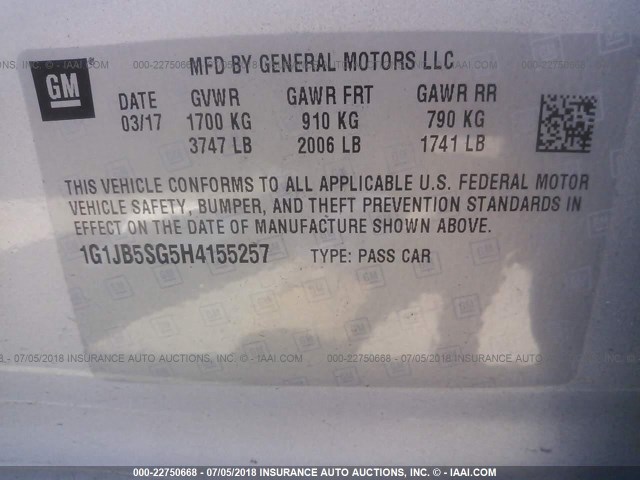 MFD BY GENERAL MOTORS LLC
GM
DATE GVWR GAWR FRT GAWR RR
03/17 1700 KG 910 KG 790 KG
3747 LB 2006 LB 1741 LB
THIS VEHICLE CONFORMS TO ALL APPLICABLE U.S. FEDERAL MOTOR
VEHICLE SAFETY, BUMPER, AND THEFT PREVENTION STANDARDS IN
EFFECT ON THE DATE OF MANUFACTURE SHOWN ABOVE.
1G1JB5SG5H4155257 TYPE: PASS CAR
000-22750668 - 07/05/2018 INSURANCE AUTO AUCTIONS, INC. - IAAI.COM